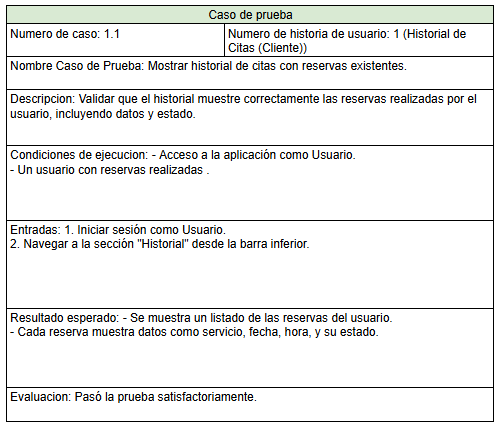 Caso de prueba
Numero de caso: 1.1
Numero de historia de usuario: 1 (Historial de
Citas (Cliente))
Nombre Caso de Prueba: Mostrar historial de citas con reservas existentes.
Descripcion: Validar que el historial muestre correctamente las reservas realizadas por el
usuario, incluyendo datos y estado.
Condiciones de ejecucion: - Acceso a la aplicación como Usuario.
- Un usuario con reservas realizadas .
Entradas: 1. Iniciar sesión como Usuario.
2. Navegar a la sección "Historial" desde la barra inferior.
Resultado esperado: - Se muestra un listado de las reservas del usuario.
- Cada reserva muestra datos como servicio, fecha, hora, y su estado.
Evaluacion: Pasó la prueba satisfactoriamente.